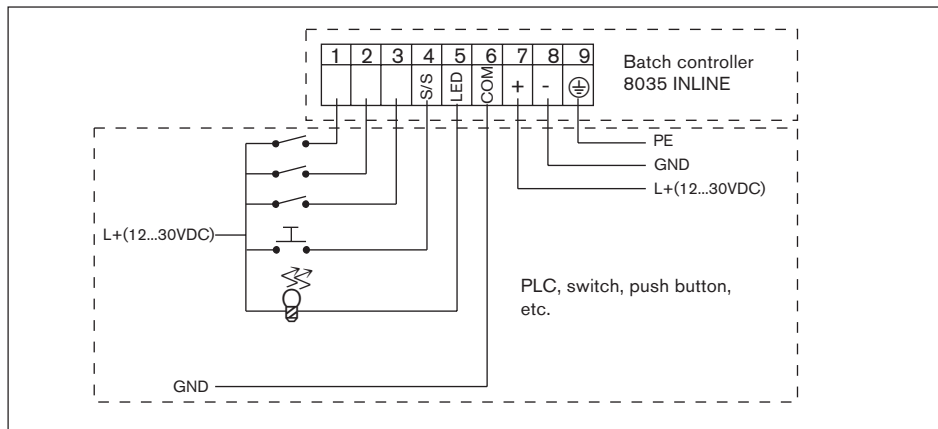 1 2 3 4 5 6 7 8 9
S/S LED COM + -
Batch controller
8035 INLINE
PE
GND
L+(12...30VDC)
L+(12...30VDC)
PLC, switch, push button,
etc.
GND